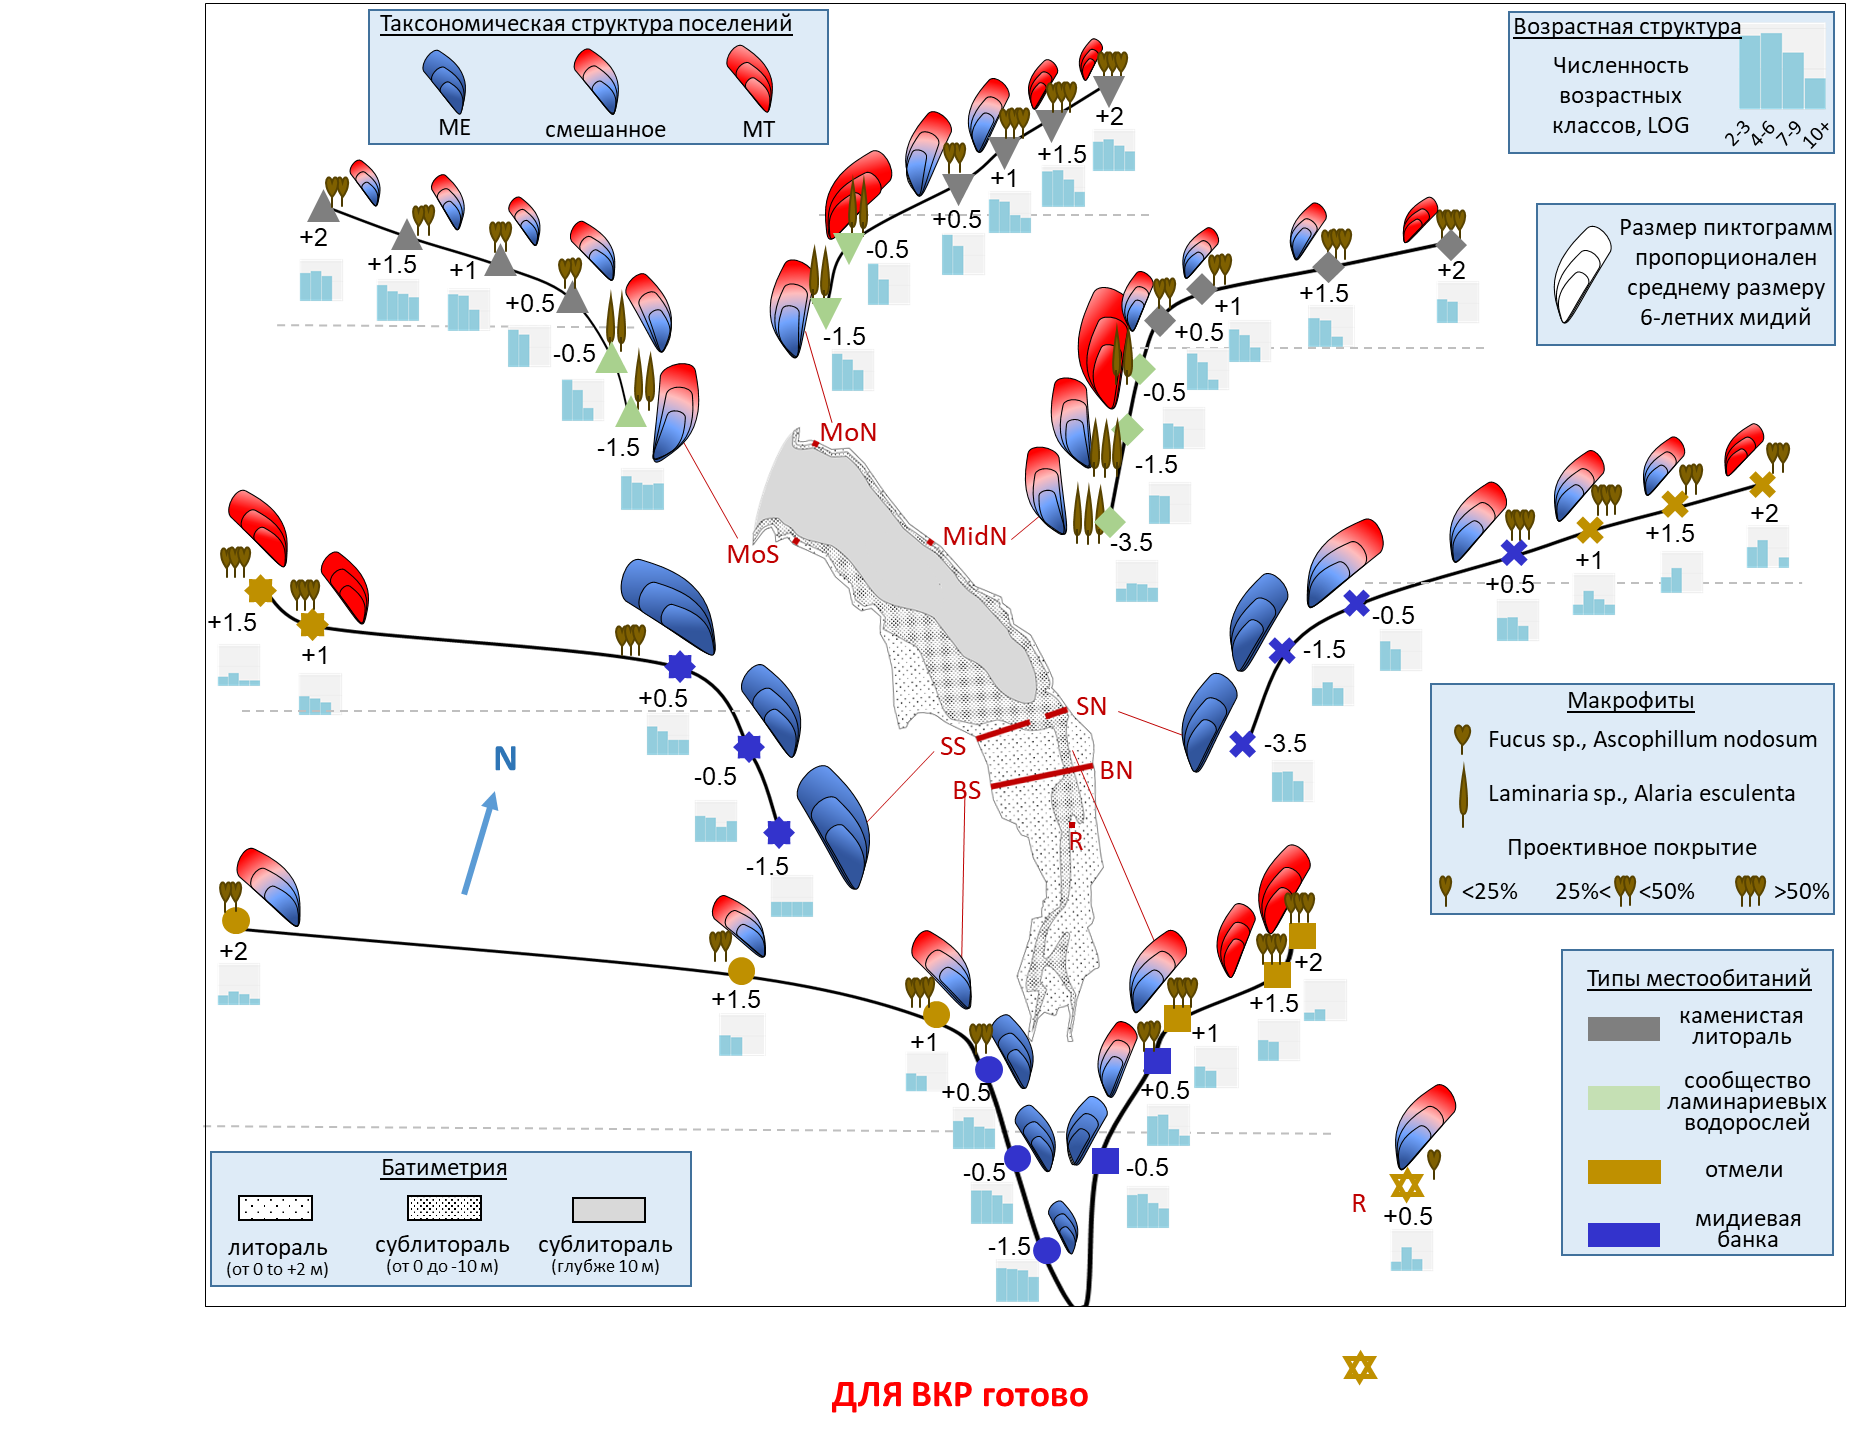 Таксономическая структура поселений
ME
смешанное
MT
Возрастная структура
Численность
возрастных
классов, LOG
2-3
4-6
7-9
10+
Размер пиктограмм
пропорционален
среднему размеру
6-летних мидий
+2
+1.5
+1
+0.5
-0.5
-1.5
MoS
+2
+1.5
+1
+0.5
-0.5
-1.5
MoN
+2
+1.5
+1
+0.5
-0.5
-1.5
-3.5
MidN
+2
+1.5
+1
+0.5
-0.5
-1.5
-3.5
SN
+1.5
+1
+0.5
-0.5
-1.5
SS
N
BS
BN
R
+2
+1.5
+1
+0.5
-0.5
-1.5
+2
+1.5
+1
+0.5
-0.5
R
+0.5
Макрофиты
Fucus sp., Ascophillum nodosum
Laminaria sp., Alaria esculenta
Проективное покрытие
<25%
25%<
<50%
>50%
Типы местообитаний
каменистая
литораль
сообщество
ламинариевых
водорослей
отмели
мидиевая
банка
Батиметрия
литораль
(от 0 to +2 м)
сублитораль
(от 0 до -10 м)
сублитораль
(глубже 10 м)
ДЛЯ ВКР готово